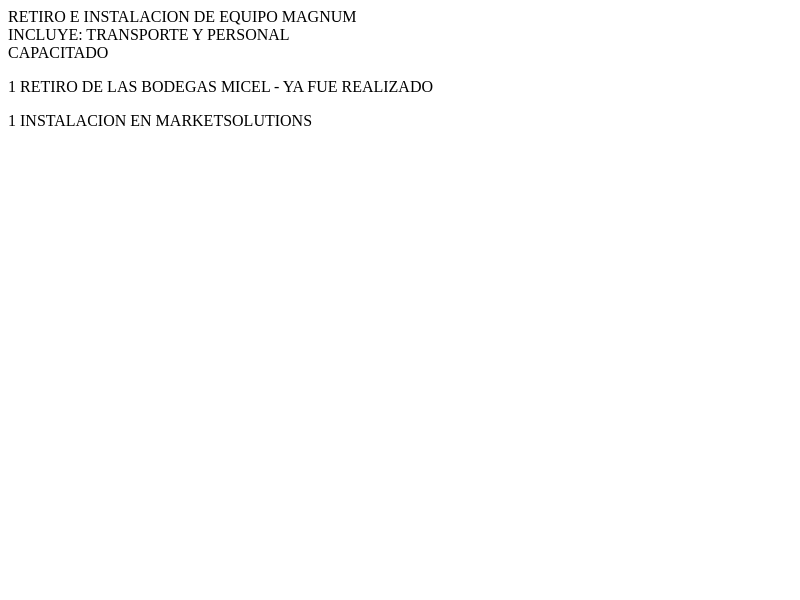 RETIRO E INSTALACION DE EQUIPO MAGNUM
INCLUYE: TRANSPORTE Y PERSONAL
CAPACITADO
1 RETIRO DE LAS BODEGAS MICEL - YA FUE REALIZADO
1 INSTALACION EN MARKETSOLUTIONS